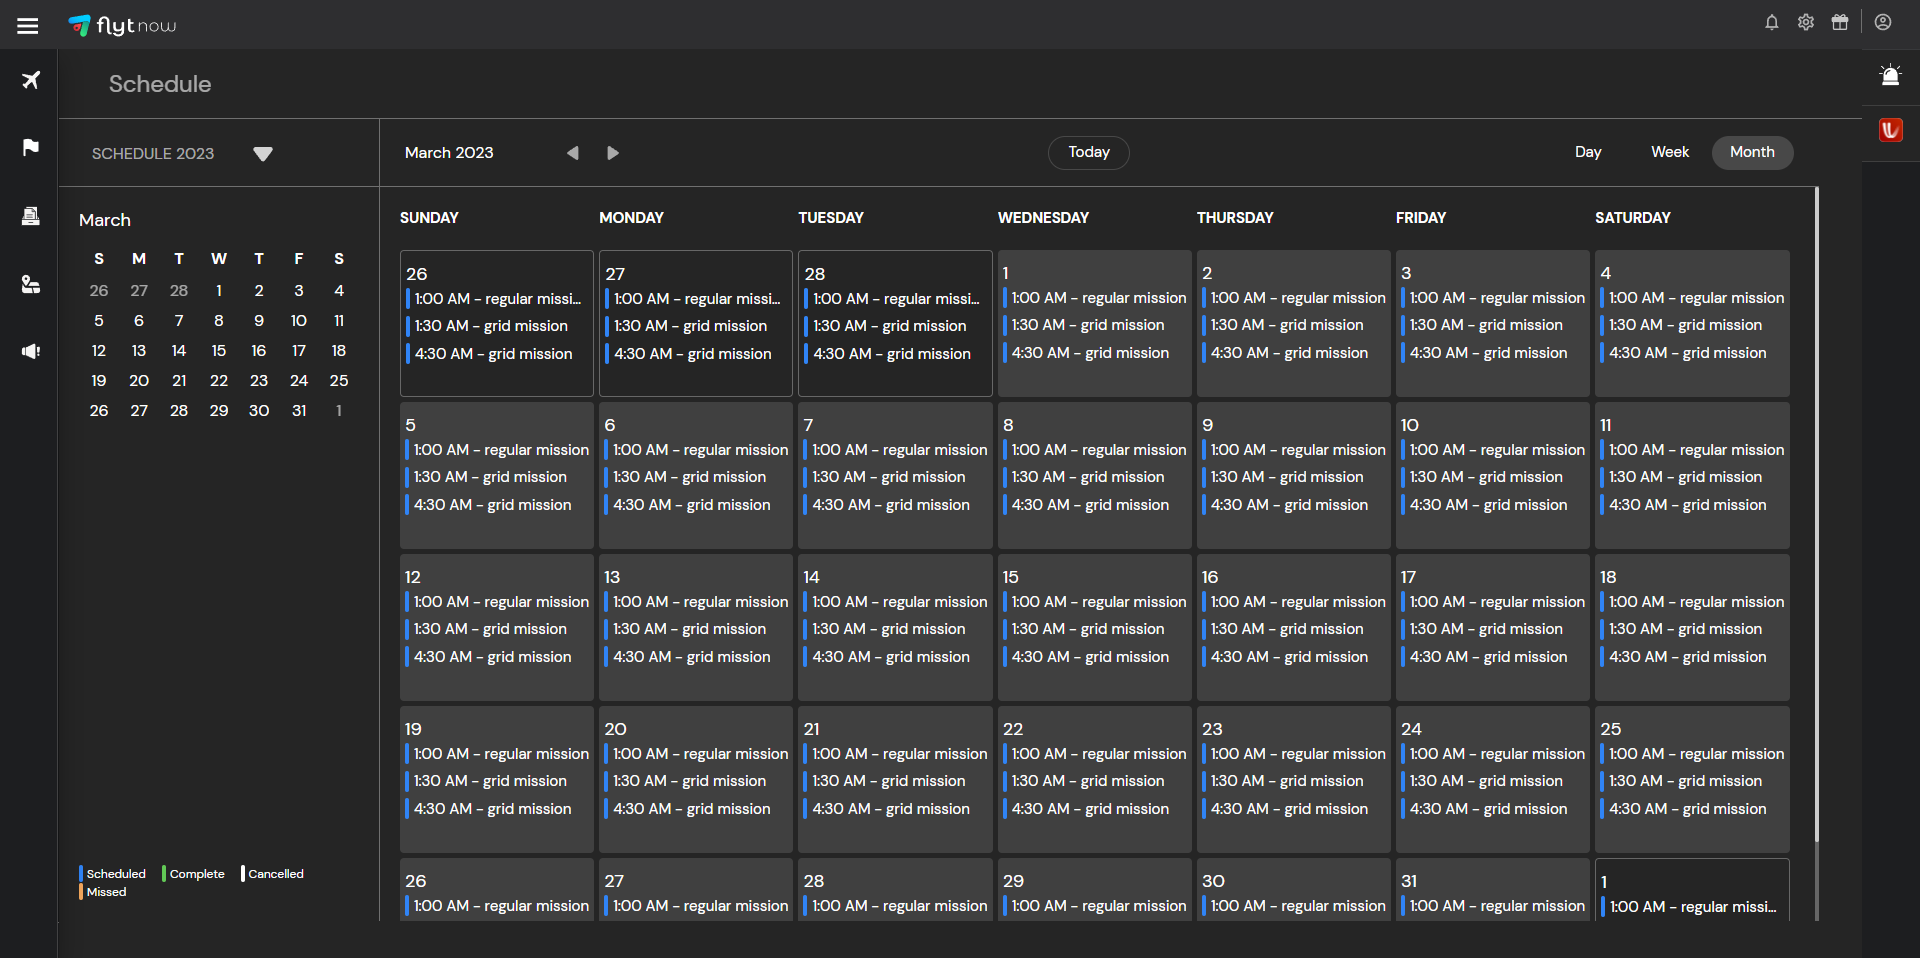 flytnow
Schedule
SCHEDULE 2023
March 2023
Today
Day Week Month
March
S M T W T F S
26 27 28 1 2 3 4
5 6 7 8 9 10 11
12 13 14 15 16 17 18
19 20 21 22 23 24 25
26 27 28 29 30 31 1
Scheduled Complete Cancelled
Missed
SUNDAY MONDAY TUESDAY WEDNESDAY THURSDAY FRIDAY SATURDAY
26 27 28 1 2 3 4
1:00 AM - regular missi... 1:00 AM - regular missi... 1:00 AM - regular missi... 1:00 AM - regular mission 1:00 AM - regular mission 1:00 AM - regular mission 1:00 AM - regular mission
1:30 AM - grid mission 1:30 AM - grid mission 1:30 AM - grid mission 1:30 AM - grid mission 1:30 AM - grid mission 1:30 AM - grid mission 1:30 AM - grid mission
4:30 AM - grid mission 4:30 AM - grid mission 4:30 AM - grid mission 4:30 AM - grid mission 4:30 AM - grid mission 4:30 AM - grid mission 4:30 AM - grid mission
5 6 7 8 9 10 11
1:00 AM - regular mission 1:00 AM - regular mission 1:00 AM - regular mission 1:00 AM - regular mission 1:00 AM - regular mission 1:00 AM - regular mission 1:00 AM - regular mission
1:30 AM - grid mission 1:30 AM - grid mission 1:30 AM - grid mission 1:30 AM - grid mission 1:30 AM - grid mission 1:30 AM - grid mission 1:30 AM - grid mission
4:30 AM - grid mission 4:30 AM - grid mission 4:30 AM - grid mission 4:30 AM - grid mission 4:30 AM - grid mission 4:30 AM - grid mission 4:30 AM - grid mission
12 13 14 15 16 17 18
1:00 AM - regular mission 1:00 AM - regular mission 1:00 AM - regular mission 1:00 AM - regular mission 1:00 AM - regular mission 1:00 AM - regular mission 1:00 AM - regular mission
1:30 AM - grid mission 1:30 AM - grid mission 1:30 AM - grid mission 1:30 AM - grid mission 1:30 AM - grid mission 1:30 AM - grid mission 1:30 AM - grid mission
4:30 AM - grid mission 4:30 AM - grid mission 4:30 AM - grid mission 4:30 AM - grid mission 4:30 AM - grid mission 4:30 AM - grid mission 4:30 AM - grid mission
19 20 21 22 23 24 25
1:00 AM - regular mission 1:00 AM - regular mission 1:00 AM - regular mission 1:00 AM - regular mission 1:00 AM - regular mission 1:00 AM - regular mission 1:00 AM - regular mission
1:30 AM - grid mission 1:30 AM - grid mission 1:30 AM - grid mission 1:30 AM - grid mission 1:30 AM - grid mission 1:30 AM - grid mission 1:30 AM - grid mission
4:30 AM - grid mission 4:30 AM - grid mission 4:30 AM - grid mission 4:30 AM - grid mission 4:30 AM - grid mission 4:30 AM - grid mission 4:30 AM - grid mission
26 27 28 29 30 31 1
1:00 AM - regular mission 1:00 AM - regular mission 1:00 AM - regular mission 1:00 AM - regular mission 1:00 AM - regular mission 1:00 AM - regular mission 1:00 AM - regular missi...